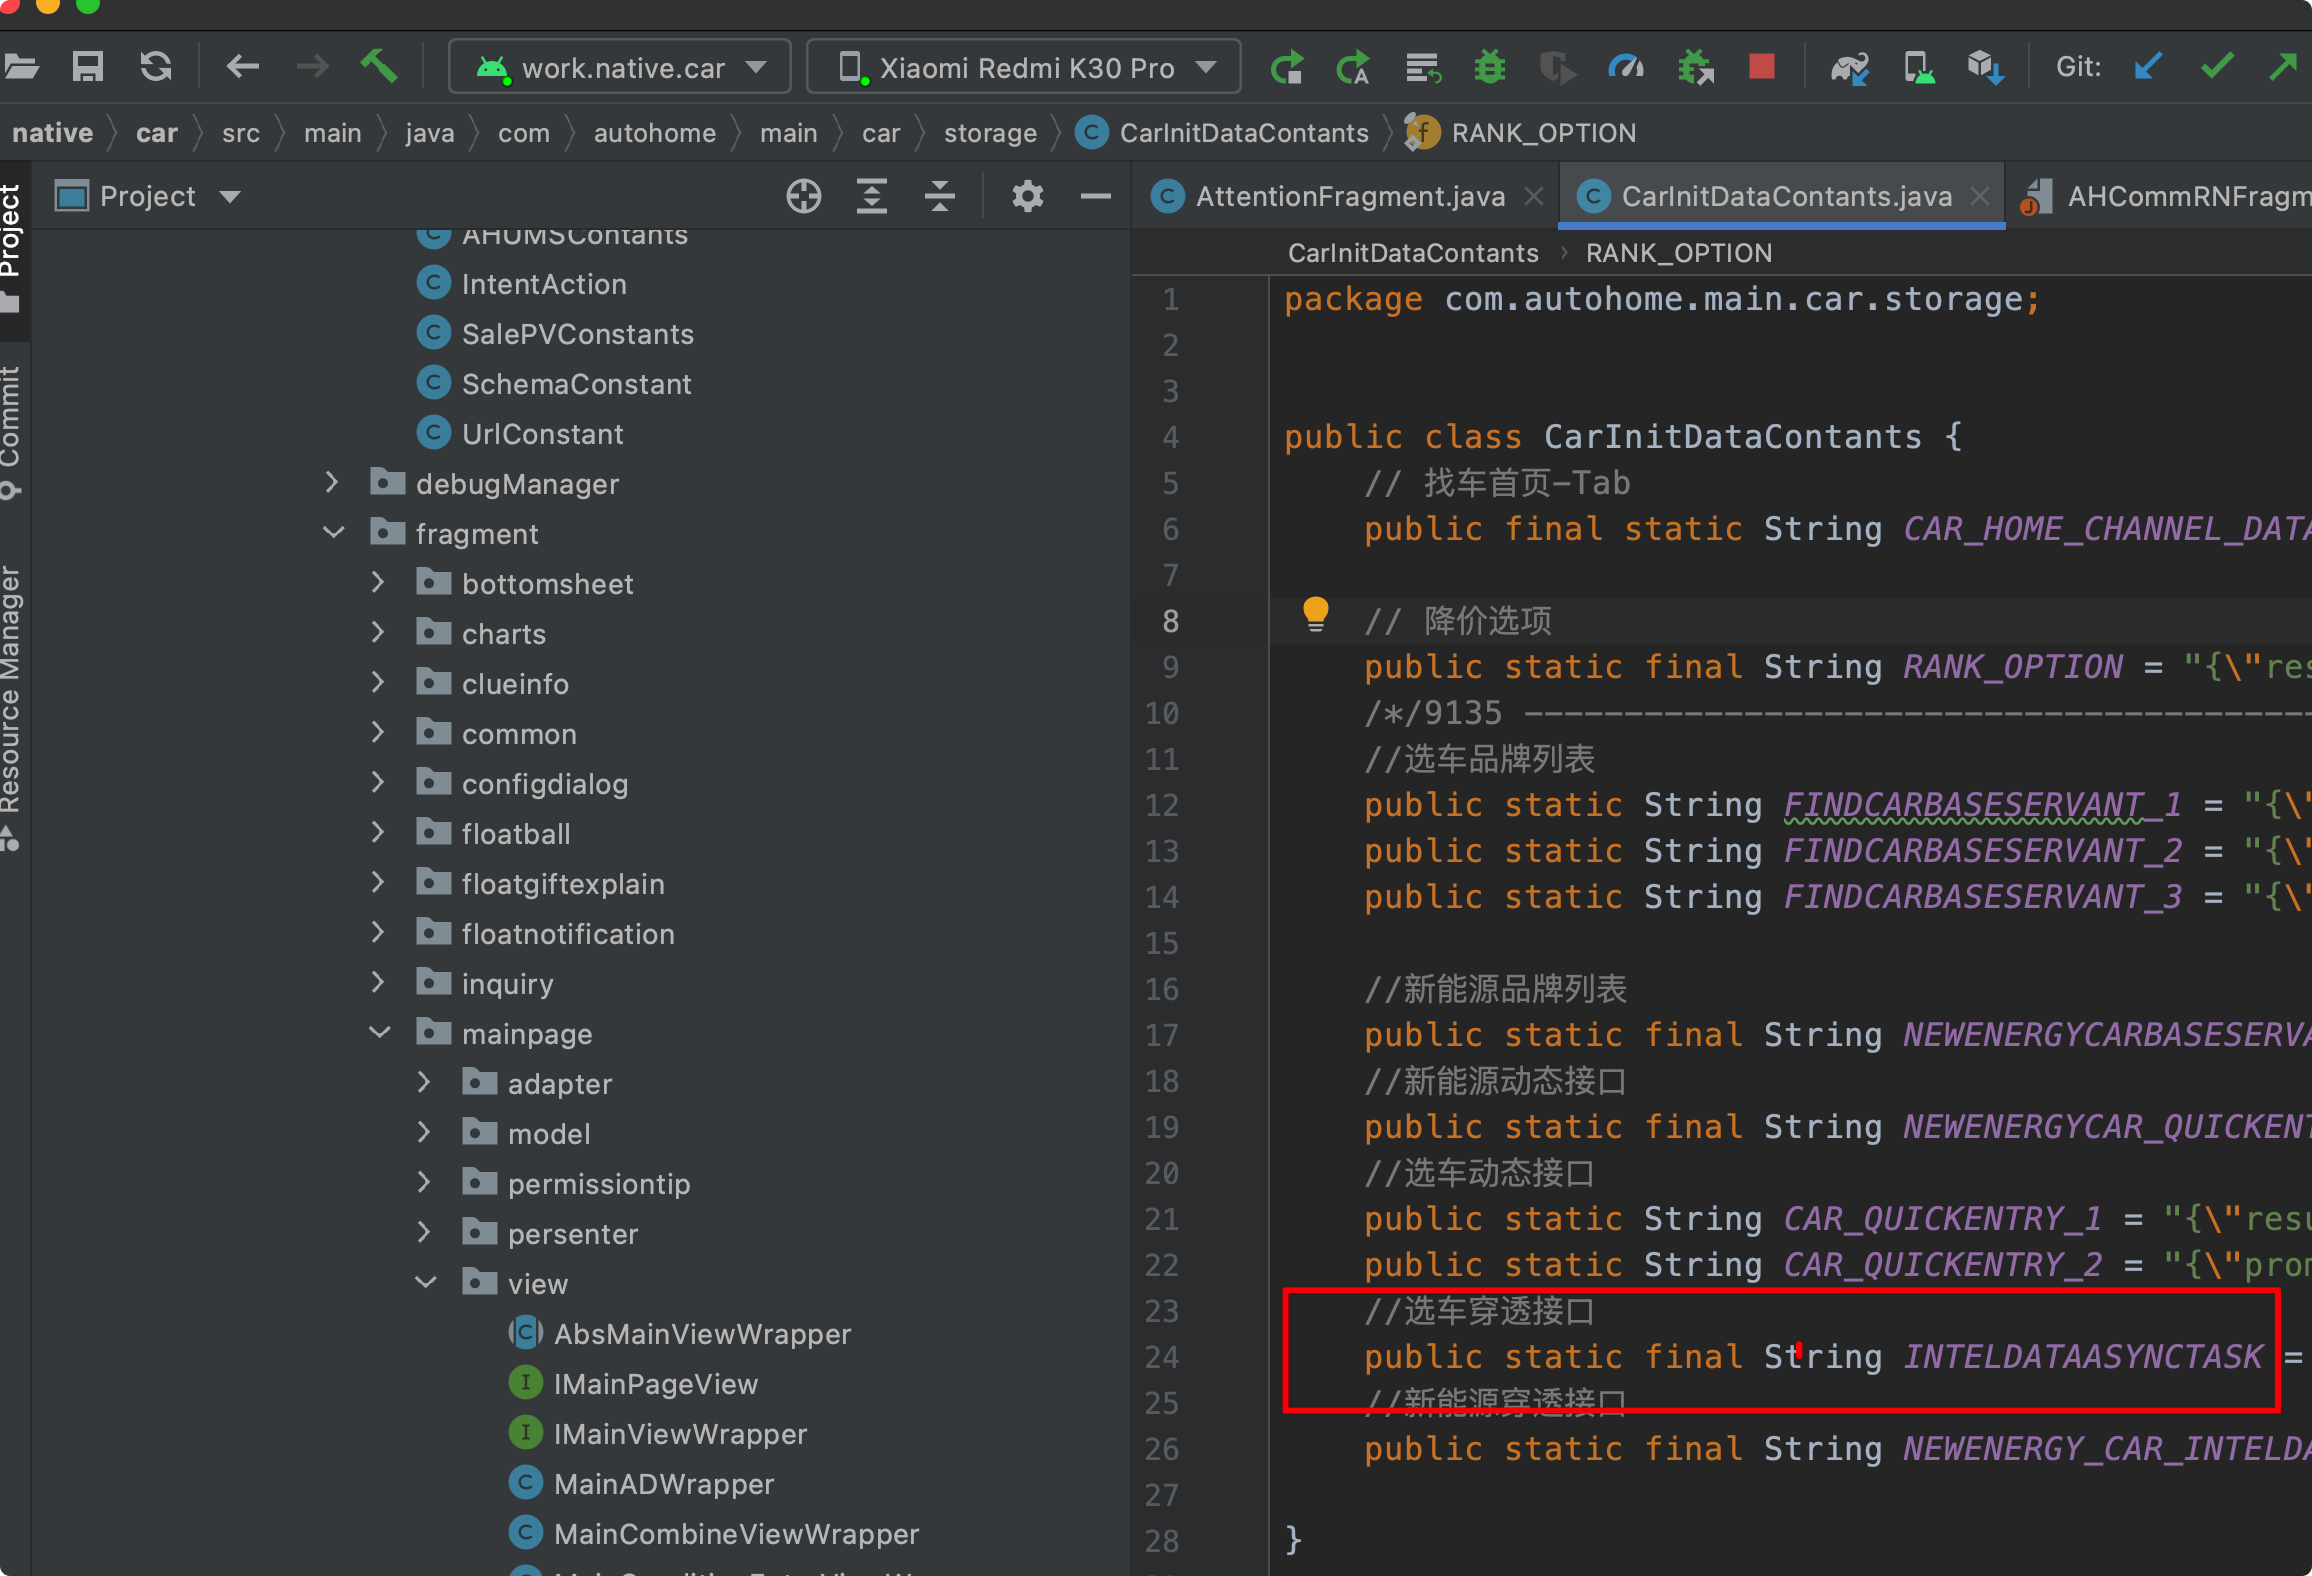 work.native.car
Xiaomi Redmi K30 Pro
Git:
native
car
src
main
java
com
autohome
main
car
storage
CarInitDataContants
RANK_OPTION
Project
AttentionFragment.java
CarInitDataContants.java
AHCommRNFragm
Project
Commit
Resource Manager
AHUMSContants
IntentAction
SalePVConstants
SchemaConstant
UrlConstant
debugManager
fragment
bottomsheet
charts
clueinfo
common
configdialog
floatball
floatgiftexplain
floatnotification
inquiry
mainpage
adapter
model
permissiontip
persenter
view
AbsMainViewWrapper
IMainPageView
IMainViewWrapper
MainADWrapper
MainCombineViewWrapper
CarInitDataContants › RANK_OPTION
1 package com.autohome.main.car.storage;
2
3
4 public class CarInitDataContants {
5 // 找车首页-Tab
6 public final static String CAR_HOME_CHANNEL_DATA
7
8 // 降价选项
9 public static final String RANK_OPTION = "{\"res
10 /*/9135 ----------------------------------------
11 //选车品牌列表
12 public static String FINDCARBASESERVANT_1 = "{\"
13 public static String FINDCARBASESERVANT_2 = "{\"
14 public static String FINDCARBASESERVANT_3 = "{\"
15
16 //新能源品牌列表
17 public static final String NEWENERGYCARBASESERVA
18 //新能源动态接口
19 public static final String NEWENERGYCAR_QUICKENT
20 //选车动态接口
21 public static String CAR_QUICKENTRY_1 = "{\"resu
22 public static String CAR_QUICKENTRY_2 = "{\"prom
23 //选车穿透接口
24 public static final String INTELDATAASYNCTASK =
25 //新能源穿透接口
26 public static final String NEWENERGY_CAR_INTELDA
27
28 }